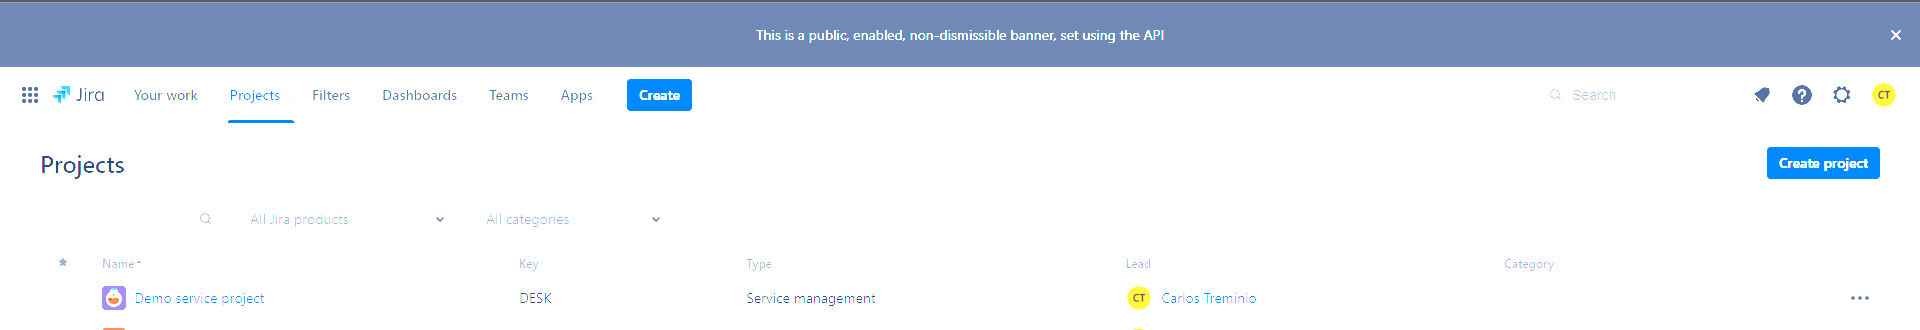 This is a public, enabled, non-dismissible banner, set using the API
Jira Your work Projects Filters Dashboards Teams Apps Create Search CT
Projects Create project
All Jira products All categories
Name Key Type Lead Category
Demo service project DESK Service management CT Carlos Treminio